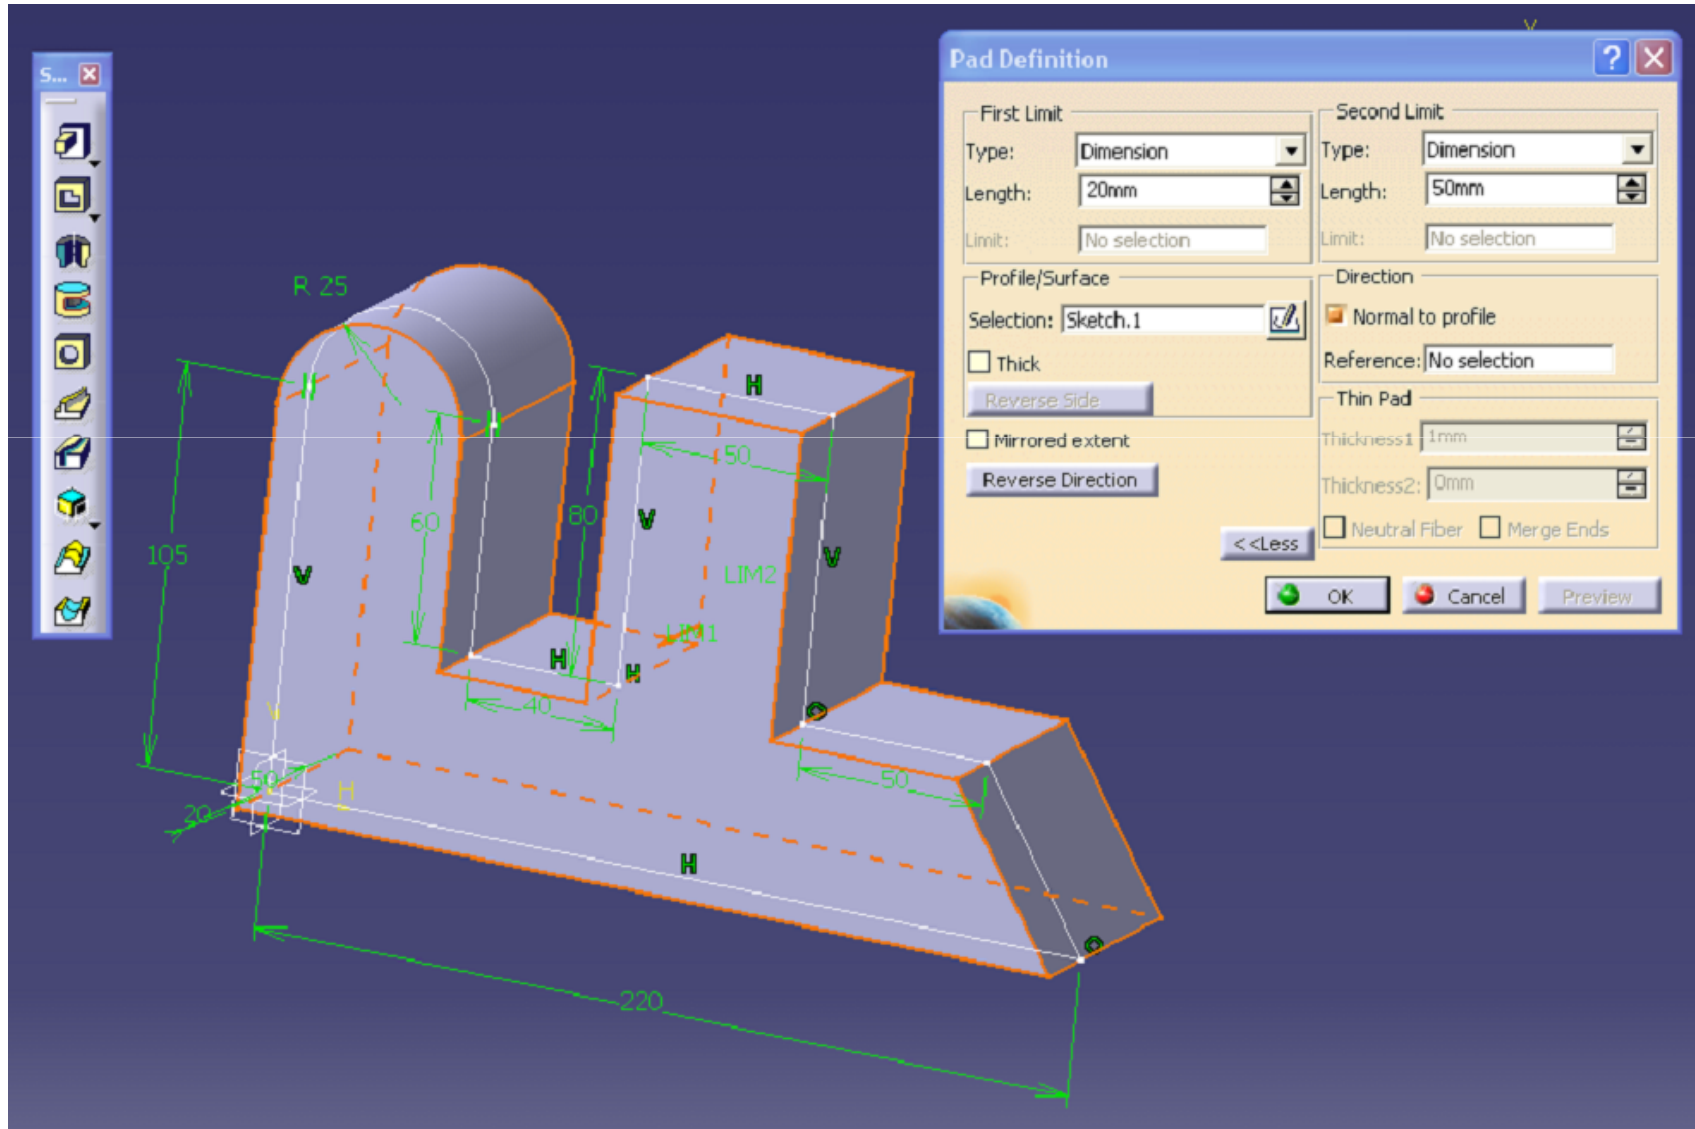 Y
S...
Pad Definition
?
First Limit
Second Limit
Type:
Dimension
Type:
Dimension
Length:
20mm
Length:
50mm
Limit:
No selection
Limit:
No selection
Profile/Surface
Direction
Selection:
Sketch.1
Normal to profile
Thick
Reference:
No selection
Reverse Side
Thin Pad
Mirrored extent
Thickness1
1mm
Reverse Direction
Thickness2:
0mm
Neutral Fiber
Merge Ends
<<Less
OK
Cancel
Preview
R 25
H
H
H
50
60
80
V
V
105
V
LIM2
LIM1
H
H
40
O
50
V
50
H
20
H
O
220